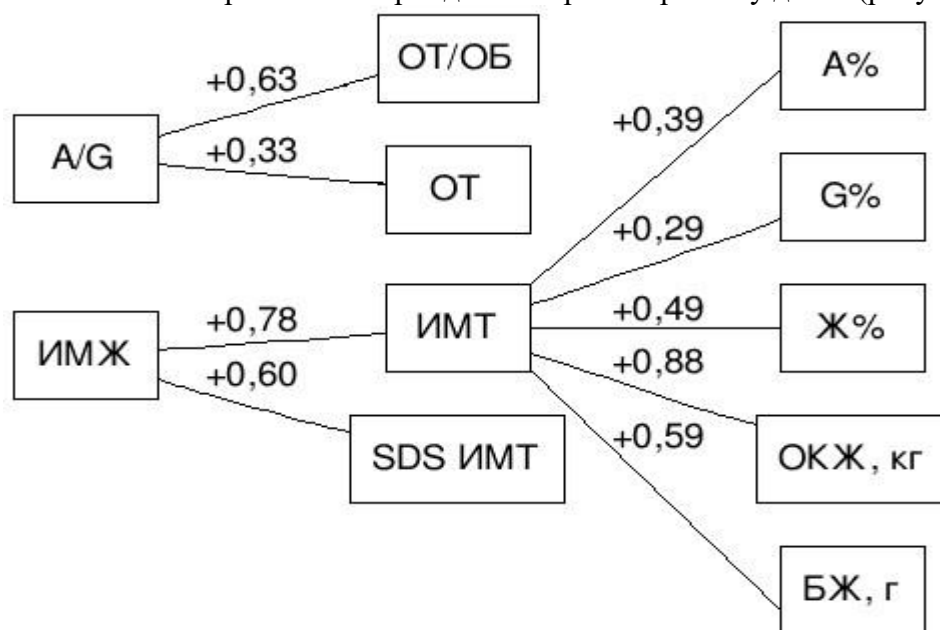 ОТ/ОБ
A%
+0,63
+0,39
A/G
+0,33
ОТ
G%
+0,29
ИМЖ
+0,78
ИМТ
+0,49
Ж%
+0,60
+0,88
SDS ИМТ
+0,59
ОКЖ, кг
БЖ, г